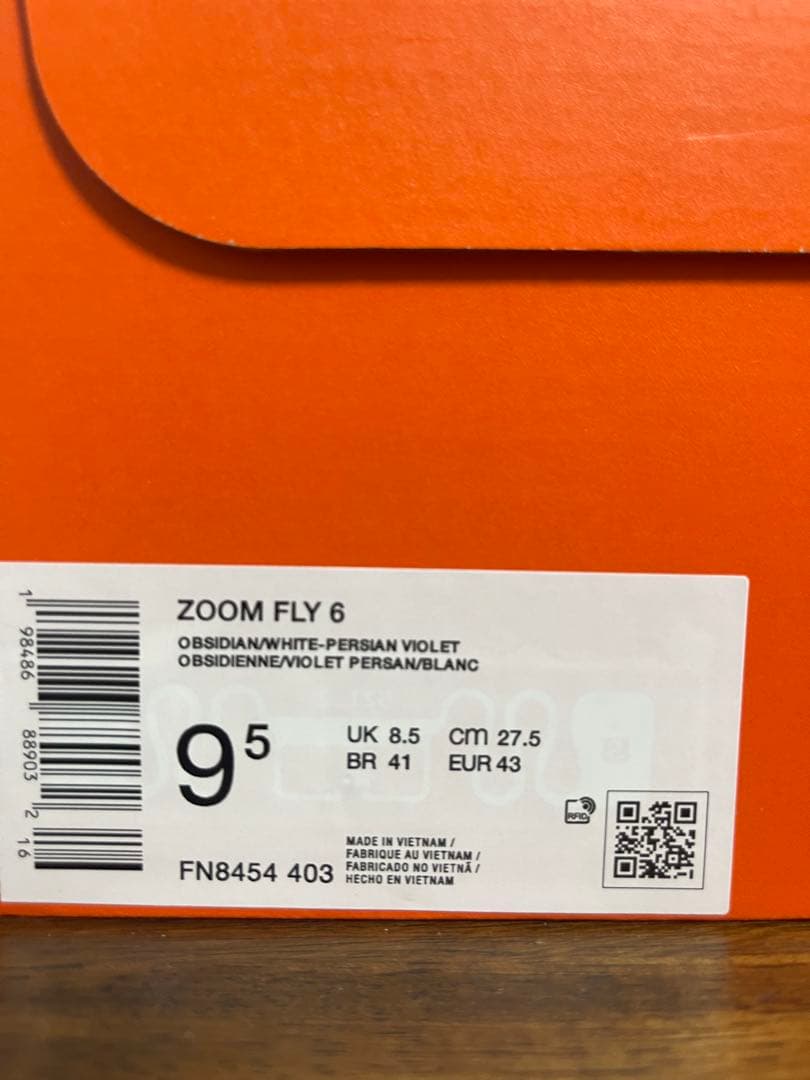 ZOOM FLY 6
OBSIDIAN/WHITE-PERSIAN VIOLET
OBSIDIENNE/VIOLET PERSAN/BLANC
9⁵
UK 8.5 cm 27.5
BR 41 EUR 43
RFID
FN8454 403
MADE IN VIETNAM /
FABRIQUE AU VIETNAM /
FABRICADO NO VIETNÃ /
HECHO EN VIETNAM
1 98486 88903 2 16